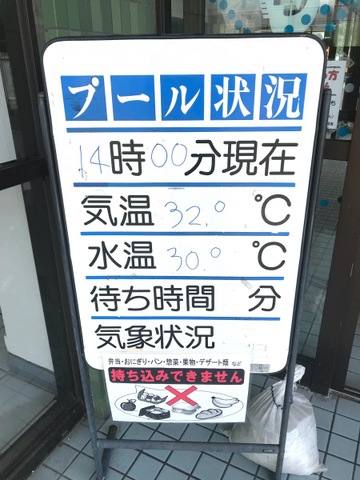 プール状況
14時00分現在
気温 32.0 ℃
水温 30.0 ℃
待ち時間 分
気象状況
弁当・おにぎり・パン・惣菜・果物・デザート類 など
持ち込みできません